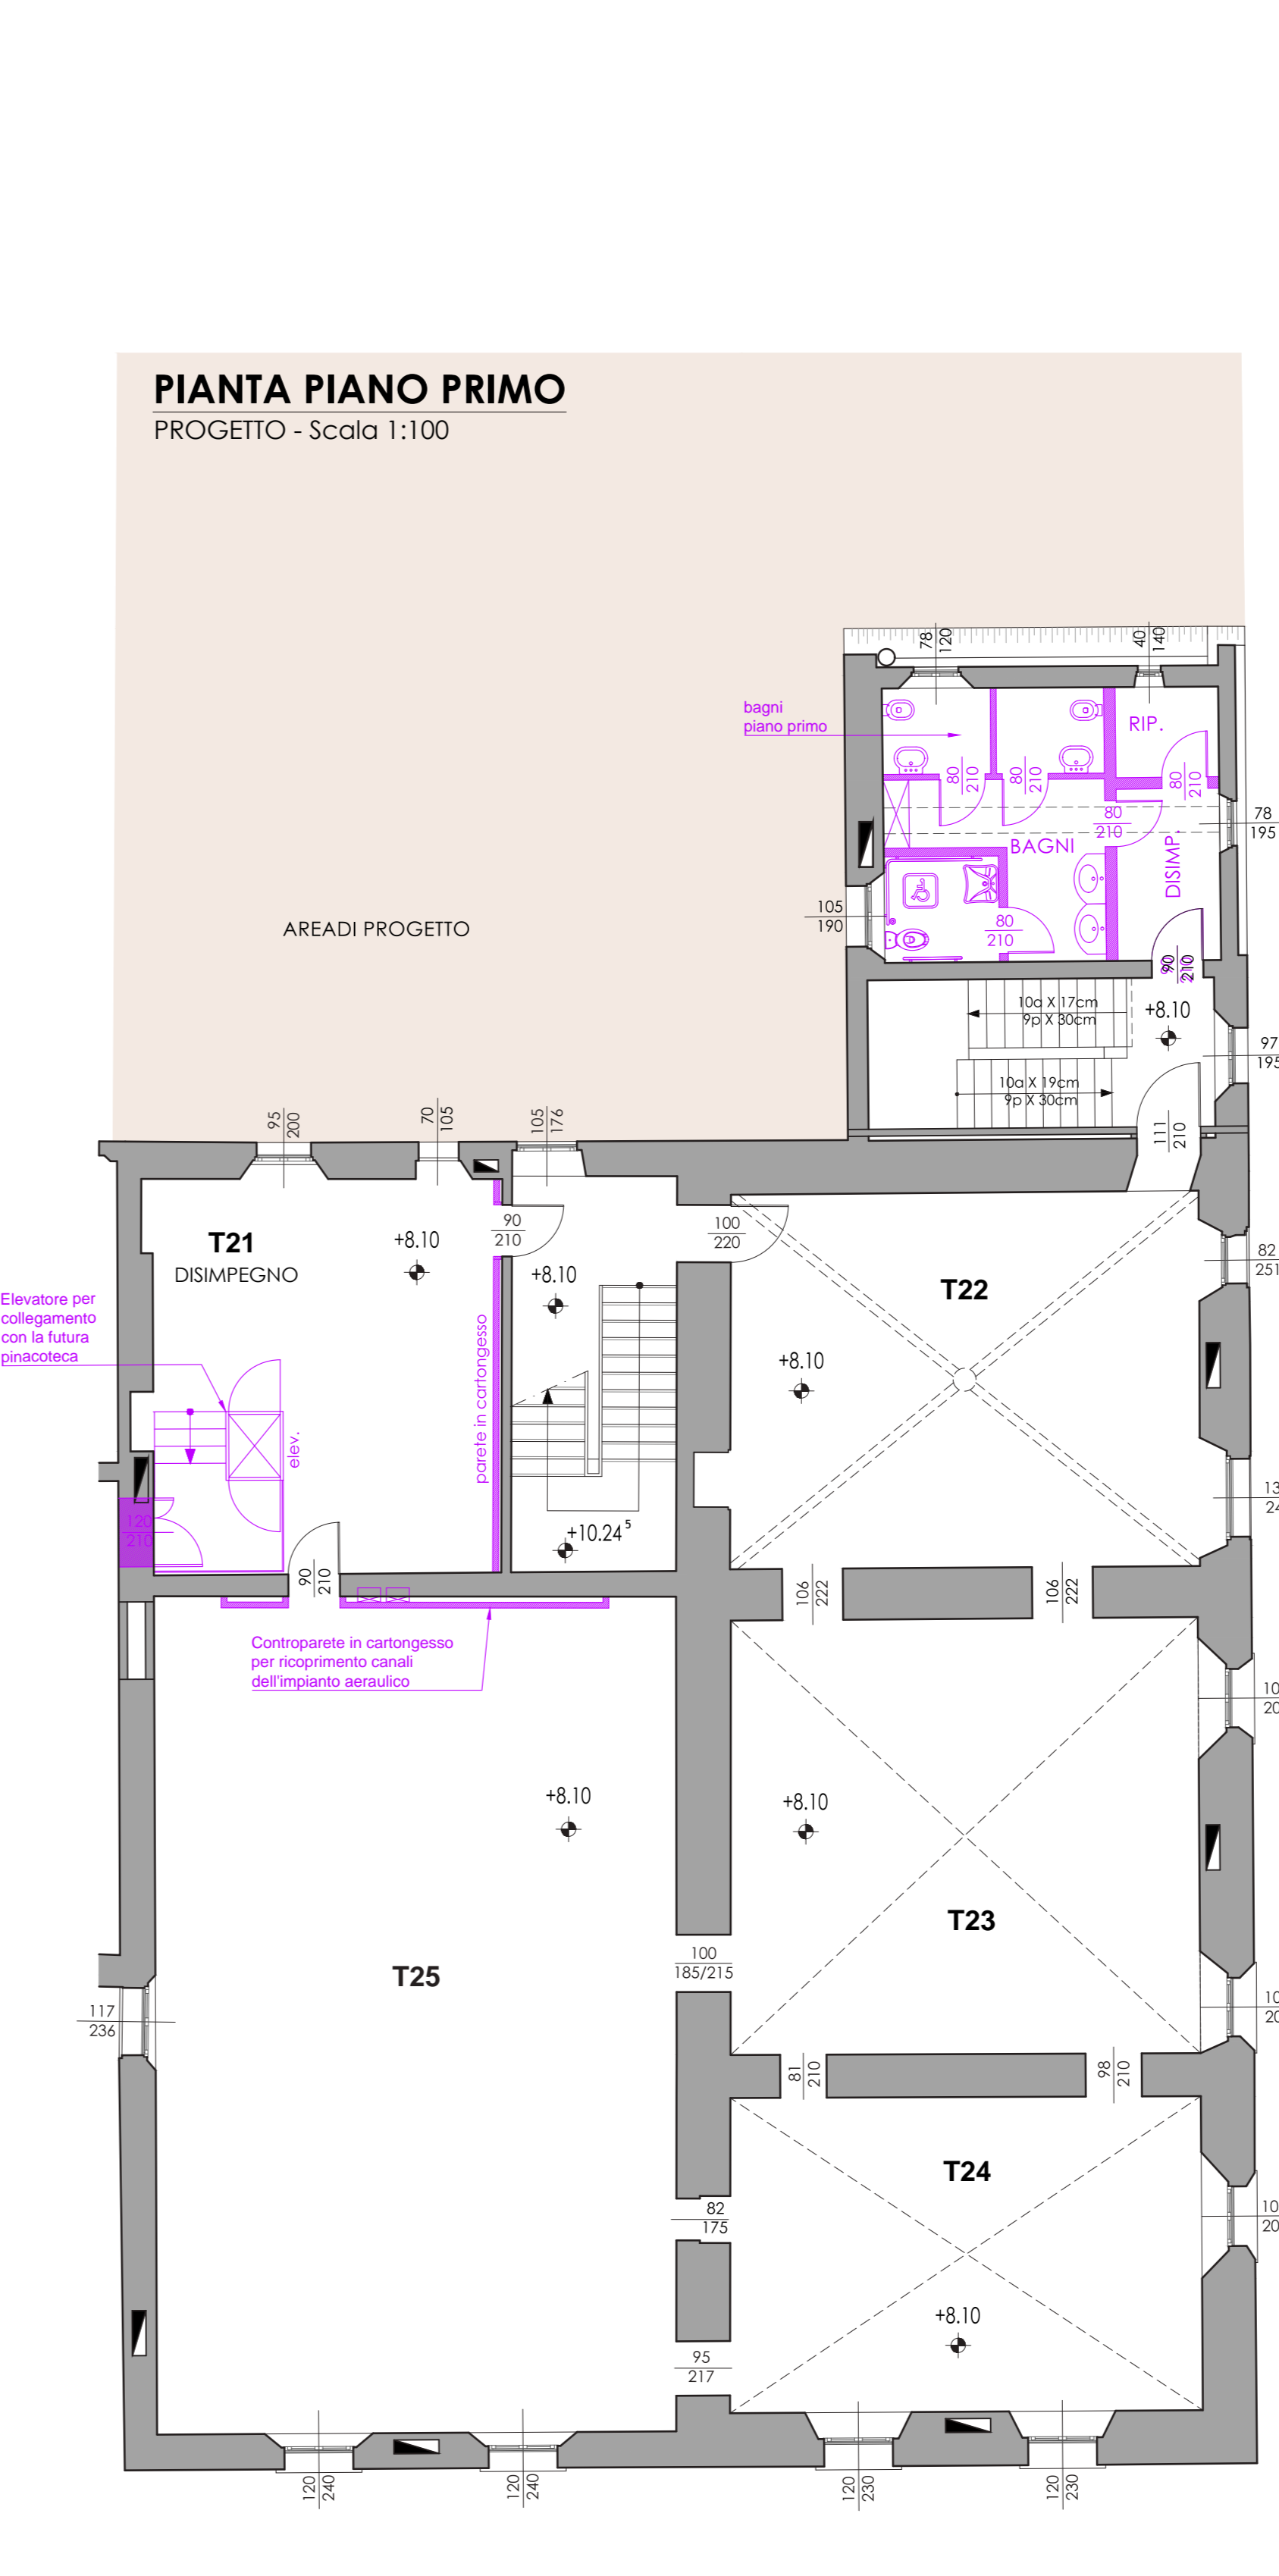 PIANTA PIANO PRIMO
PROGETTO - Scala 1:100
78
120
40
140
bagni
piano primo
RIP.
80
210
80
210
80
210
80
210
78
195
BAGNI
DISIMP.
105
190
80
210
90
210
AREADI PROGETTO
10a X 17cm
9p X 30cm
+8.10
97
195
10a X 19cm
9p X 30cm
95
200
70
105
105
176
111
210
T21
DISIMPEGNO
+8.10
90
210
100
220
+8.10
82
251
T22
Elevatore per
collegamento
con la futura
pinacoteca
parete in cartongesso
+8.10
elev.
120
210
+10.24 5
90
210
106
222
106
222
Controparete in cartongesso
per ricoprimento canali
dell'impianto aeraulico
+8.10
+8.10
T23
100
185/215
T25
117
236
81
210
98
210
T24
82
175
+8.10
95
217
120
240
120
240
120
230
120
230